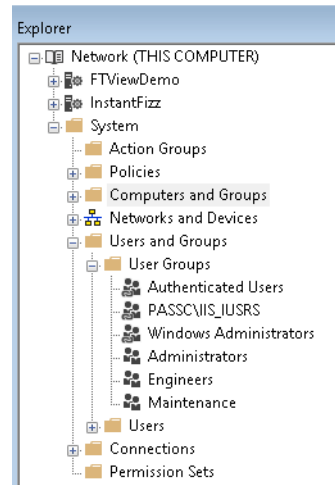 Explorer
Network (THIS COMPUTER)
FTViewDemo
InstantFizz
System
Action Groups
Policies
Computers and Groups
Networks and Devices
Users and Groups
User Groups
Authenticated Users
PASSC\IIS_IUSRS
Windows Administrators
Administrators
Engineers
Maintenance
Users
Connections
Permission Sets